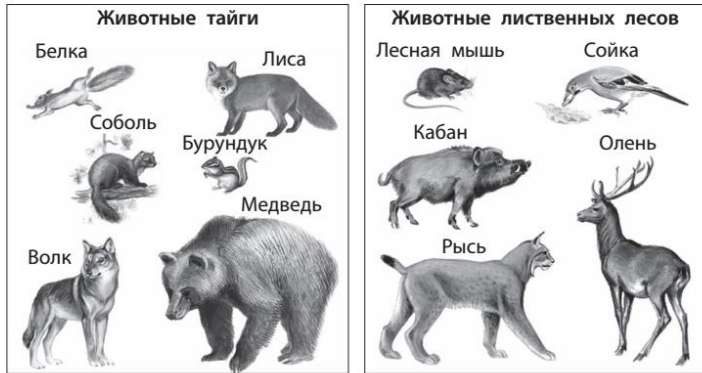 Животные тайги
Белка
Лиса
Соболь
Бурундук
Медведь
Волк
Животные лиственных лесов
Лесная мышь
Сойка
Кабан
Олень
Рысь